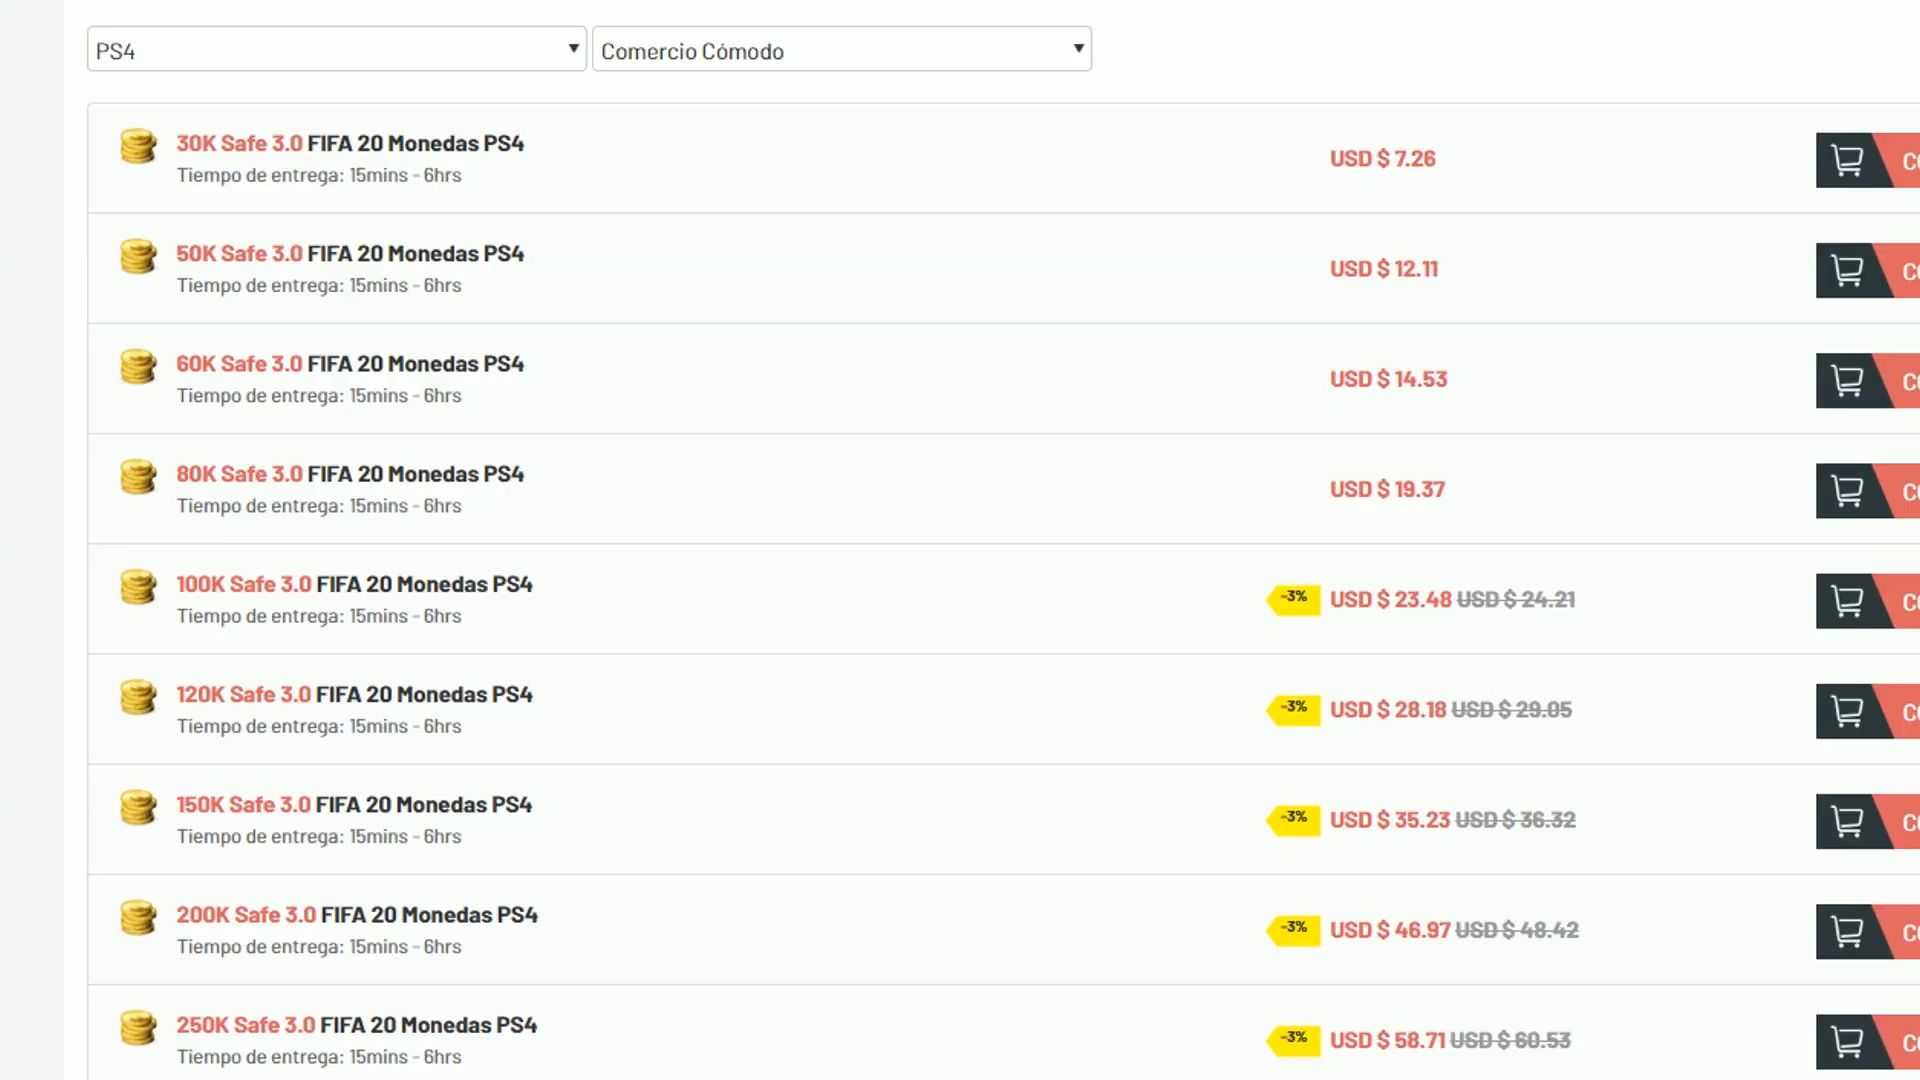 PS4
Comercio Cómodo
30K Safe 3.0 FIFA 20 Monedas PS4
Tiempo de entrega: 15mins - 6hrs
USD $ 7.26
50K Safe 3.0 FIFA 20 Monedas PS4
Tiempo de entrega: 15mins - 6hrs
USD $ 12.11
60K Safe 3.0 FIFA 20 Monedas PS4
Tiempo de entrega: 15mins - 6hrs
USD $ 14.53
80K Safe 3.0 FIFA 20 Monedas PS4
Tiempo de entrega: 15mins - 6hrs
USD $ 19.37
100K Safe 3.0 FIFA 20 Monedas PS4
Tiempo de entrega: 15mins - 6hrs
-3% USD $ 23.48 USD $ 24.21
120K Safe 3.0 FIFA 20 Monedas PS4
Tiempo de entrega: 15mins - 6hrs
-3% USD $ 28.18 USD $ 29.05
150K Safe 3.0 FIFA 20 Monedas PS4
Tiempo de entrega: 15mins - 6hrs
-3% USD $ 35.23 USD $ 36.32
200K Safe 3.0 FIFA 20 Monedas PS4
Tiempo de entrega: 15mins - 6hrs
-3% USD $ 46.97 USD $ 48.42
250K Safe 3.0 FIFA 20 Monedas PS4
Tiempo de entrega: 15mins - 6hrs
-3% USD $ 58.71 USD $ 60.53